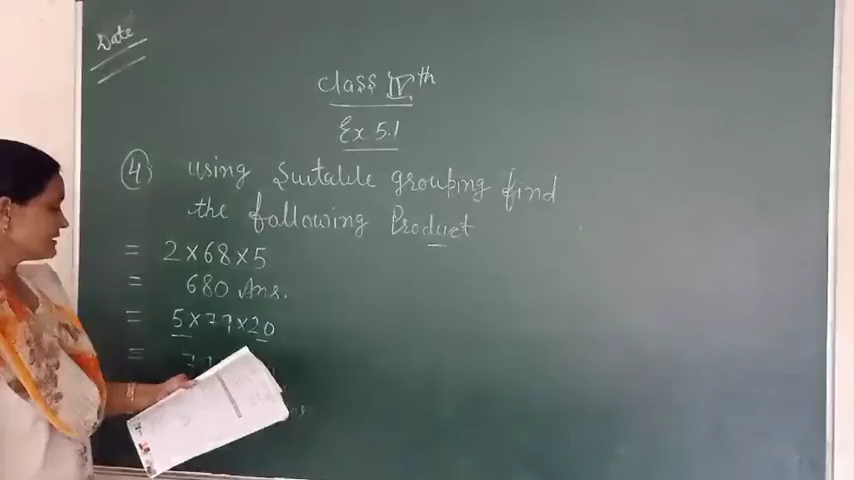 Date
Class IVth
Ex 5.1
4 using suitable grouping find
the following Product
= 2×68×5
= 680 Ans.
= 5×77×20
=